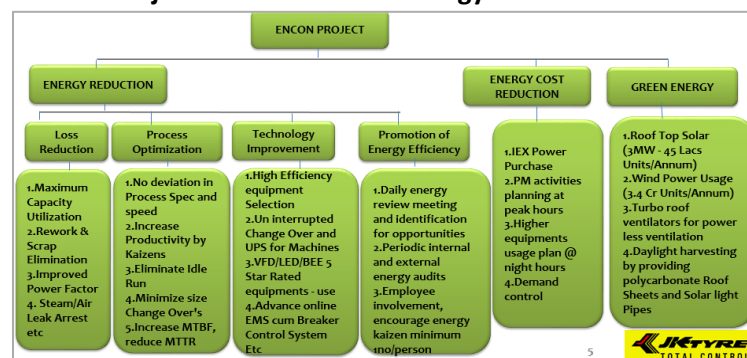 ENCON PROJECT
ENERGY REDUCTION
ENERGY COST
REDUCTION
GREEN ENERGY
Loss
Reduction
Process
Optimization
Technology
Improvement
Promotion of
Energy Efficiency
1.Maximum
Capacity
Utilization
2.Rework &
Scrap
Elimination
3.Improved
Power Factor
4. Steam/Air
Leak Arrest
etc
1.No deviation in
Process Spec and
speed
2.Increase
Productivity by
Kaizens
3.Eliminate Idle
Run
4.Minimize size
Change Over's
5.Increase MTBF,
reduce MTTR
1.High Efficiency
equipment
Selection
2.Un interrupted
Change Over and
UPS for Machines
3.VFD/LED/BEE 5
Star Rated
equipments - use
4.Advance online
EMS cum Breaker
Control System
Etc
1.Daily energy
review meeting
and identification
for opportunities
2.Periodic internal
and external
energy audits
3.Employee
involvement,
encourage energy
kaizen minimum
1no/person
1.IEX Power
Purchase
2.PM activities
planning at
peak hours
3.Higher
equipments
usage plan @
night hours
4.Demand
control
1.Roof Top Solar
(3MW - 45 Lacs
Units/Annum)
2.Wind Power Usage
(3.4 Cr Units/Annum)
3.Turbo roof
ventilators for power
less ventilation
4.Daylight harvesting
by providing
polycarbonate Roof
Sheets and Solar light
Pipes
5
JKTYRE
TOTAL CONTROL